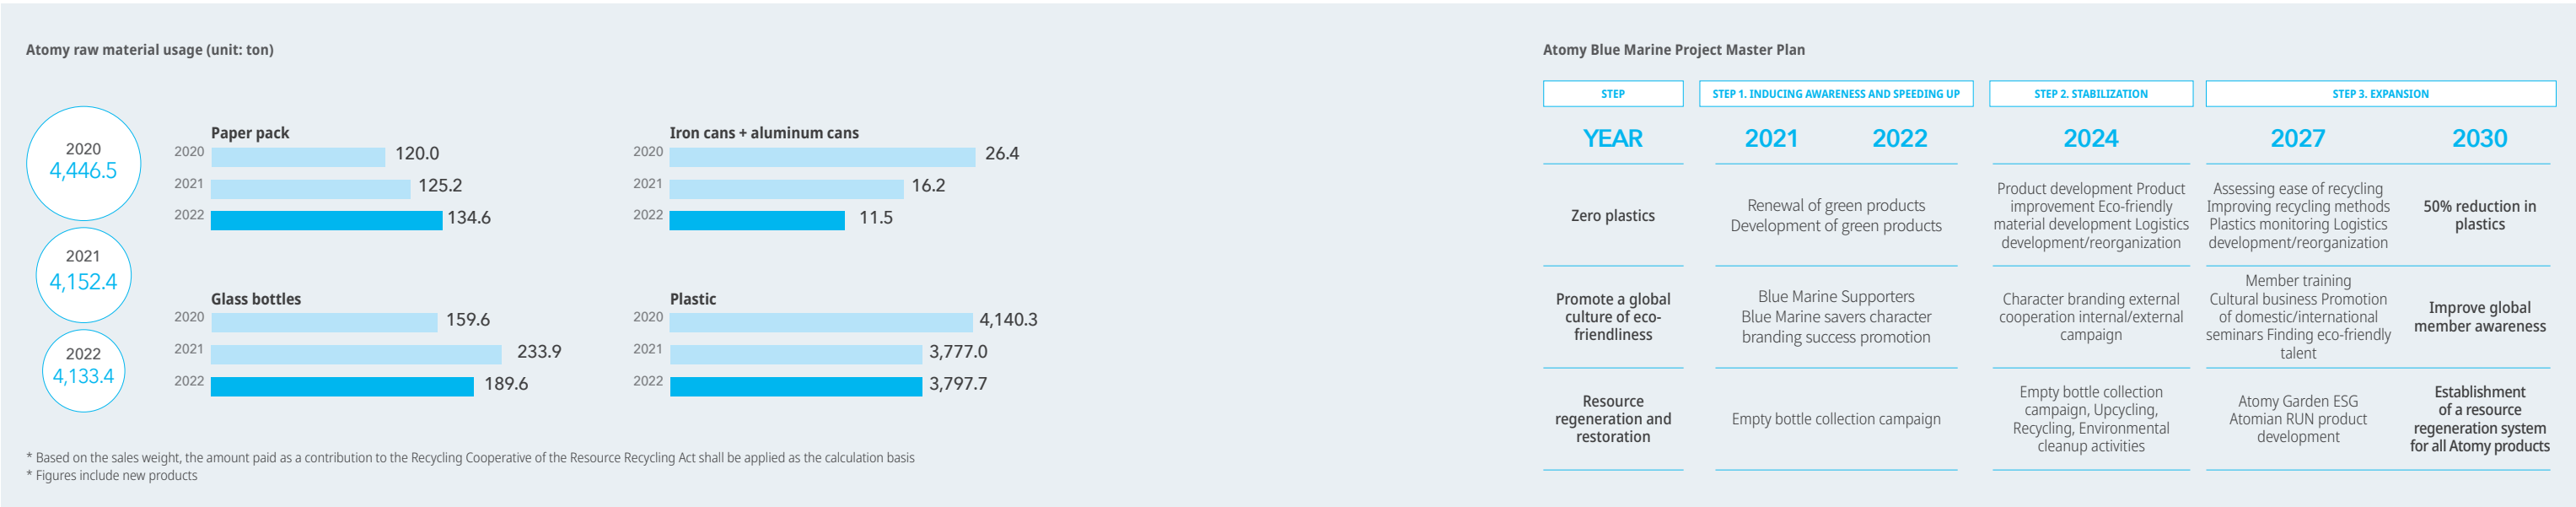 Atomy raw material usage (unit: ton)
2020
4,446.5
2021
4,152.4
2022
4,133.4
Paper pack
2020 120.0
2021 125.2
2022 134.6
Iron cans + aluminum cans
2020 26.4
2021 16.2
2022 11.5
Glass bottles
2020 159.6
2021 233.9
2022 189.6
Plastic
2020 4,140.3
2021 3,777.0
2022 3,797.7
* Based on the sales weight, the amount paid as a contribution to the Recycling Cooperative of the Resource Recycling Act shall be applied as the calculation basis
* Figures include new products
Atomy Blue Marine Project Master Plan
STEP
STEP 1. INDUCING AWARENESS AND SPEEDING UP
STEP 2. STABILIZATION
STEP 3. EXPANSION
YEAR
2021
2022
2024
2027
2030
Zero plastics
Renewal of green products
Development of green products
Product development Product
improvement Eco-friendly
material development Logistics
development/reorganization
Assessing ease of recycling
Improving recycling methods
Plastics monitoring Logistics
development/reorganization
50% reduction in
plastics
Promote a global
culture of eco-
friendliness
Blue Marine Supporters
Blue Marine savers character
branding success promotion
Character branding external
cooperation internal/external
campaign
Member training
Cultural business Promotion
of domestic/international
seminars Finding eco-friendly
talent
Improve global
member awareness
Resource
regeneration and
restoration
Empty bottle collection campaign
Empty bottle collection
campaign, Upcycling,
Recycling, Environmental
cleanup activities
Atomy Garden ESG
Atomian RUN product
development
Establishment
of a resource
regeneration system
for all Atomy products